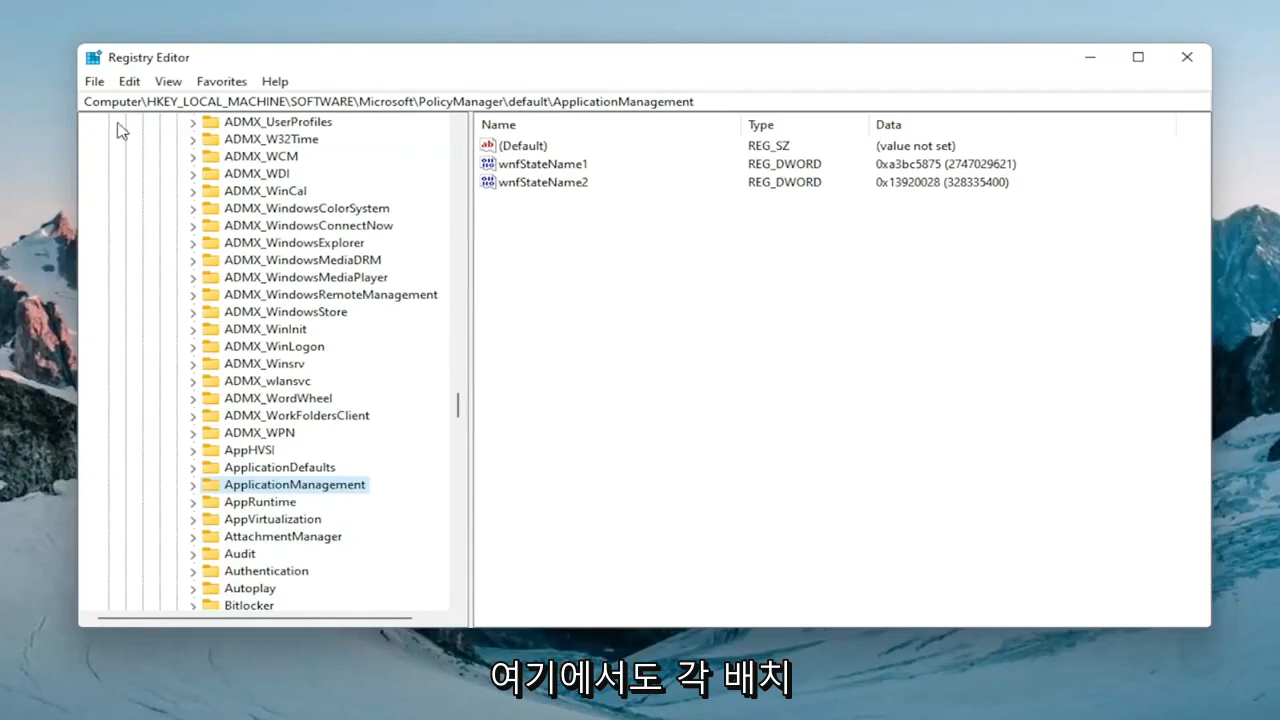 Registry Editor
File Edit View Favorites Help
Computer\HKEY_LOCAL_MACHINE\SOFTWARE\Microsoft\PolicyManager\default\ApplicationManagement
ADMX_UserProfiles
ADMX_W32Time
ADMX_WCM
ADMX_WDI
ADMX_WinCal
ADMX_WindowsColorSystem
ADMX_WindowsConnectNow
ADMX_WindowsExplorer
ADMX_WindowsMediaDRM
ADMX_WindowsMediaPlayer
ADMX_WindowsRemoteManagement
ADMX_WindowsStore
ADMX_WinInit
ADMX_WinLogon
ADMX_Winsrv
ADMX_wlansvc
ADMX_WordWheel
ADMX_WorkFoldersClient
ADMX_WPN
AppHVSI
ApplicationDefaults
ApplicationManagement
AppRuntime
AppVirtualization
AttachmentManager
Audit
Authentication
Autoplay
Bitlocker
Name Type Data
(Default) REG_SZ (value not set)
wnfStateName1 REG_DWORD 0xa3bc5875 (2747029621)
wnfStateName2 REG_DWORD 0x13920028 (328335400)
여기에서도 각 배치